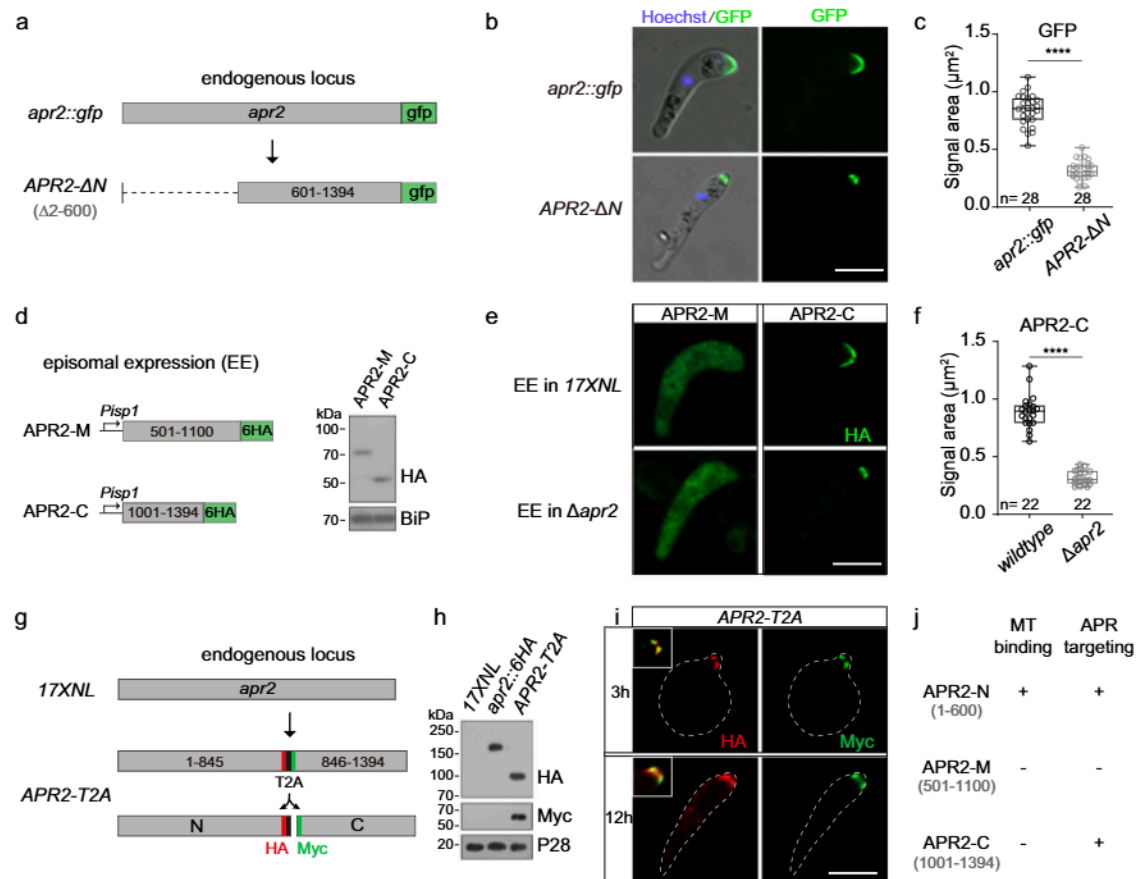 a
endogenous locus
apr2::gfp
apr2
gfp
APR2-ΔN
(Δ2-600)
601-1394
gfp
b
Hoechst/GFP
GFP
apr2::gfp
APR2-ΔN
c
GFP
Signal area (μm²)
1.5
****
1.0
0.5
0.0
n= 28
28
apr2::gfp
APR2-ΔN
d
episomal expression (EE)
APR2-M
Pisp1
501-1100
6HA
APR2-C
Pisp1
1001-1394
6HA
APR2-M
APR2-C
kDa
100-
70-
50-
HA
70-
BiP
e
APR2-M
APR2-C
EE in 17XNL
HA
EE in Δapr2
f
APR2-C
Signal area (μm²)
1.5
****
1.0
0.5
0.0
n= 22
22
wildtype
Δapr2
g
endogenous locus
17XNL
apr2
APR2-T2A
1-845
846-1394
T2A
N
C
HA
Myc
h
17XNL
apr2::6HA
APR2-T2A
kDa
250-
150-
100-
70-
HA
70-
50-
Myc
20-
P28
i
APR2-T2A
3h
HA
Myc
12h
j
MT binding
APR targeting
APR2-N
+
+
(1-600)
APR2-M
-
-
(501-1100)
APR2-C
-
+
(1001-1394)